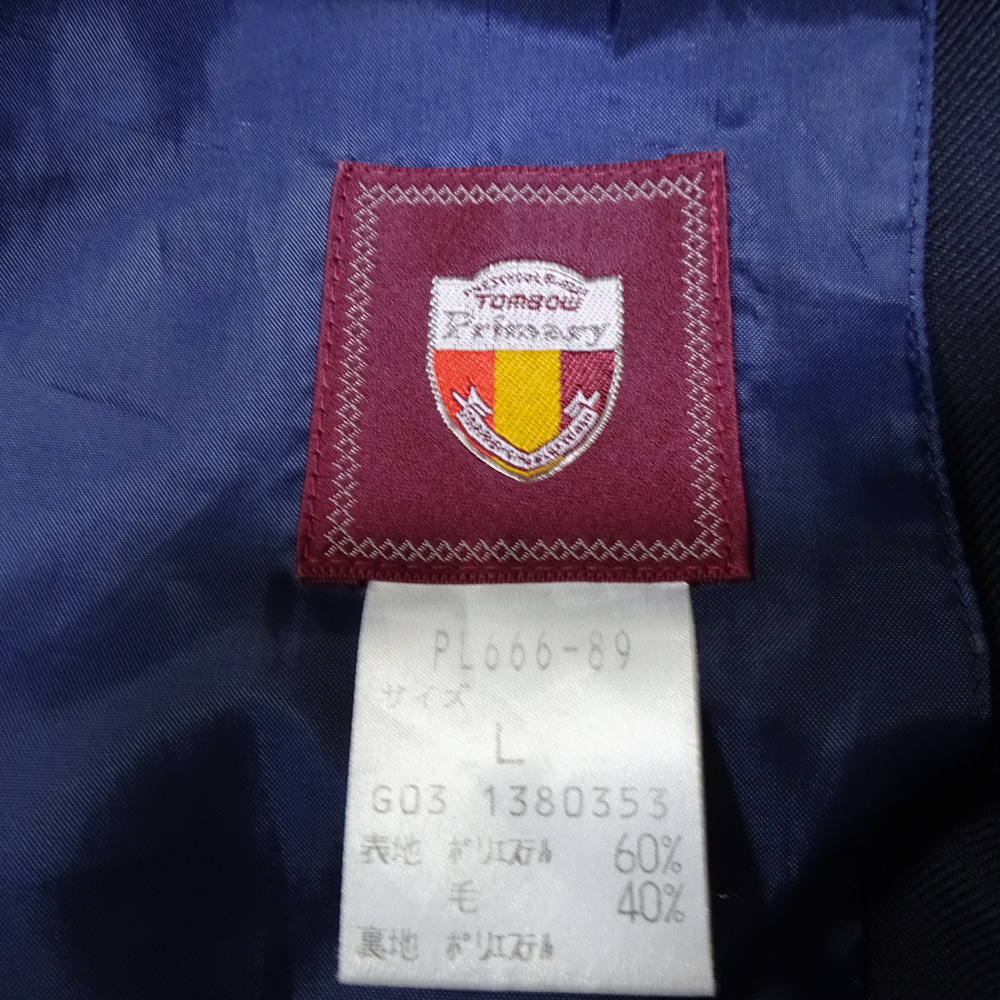 TOMBOW
Primary
PL666-89
サイズ
L
G03 1380353
表地 ポリエステル 60%
毛 40%
裏地 ポリエステル